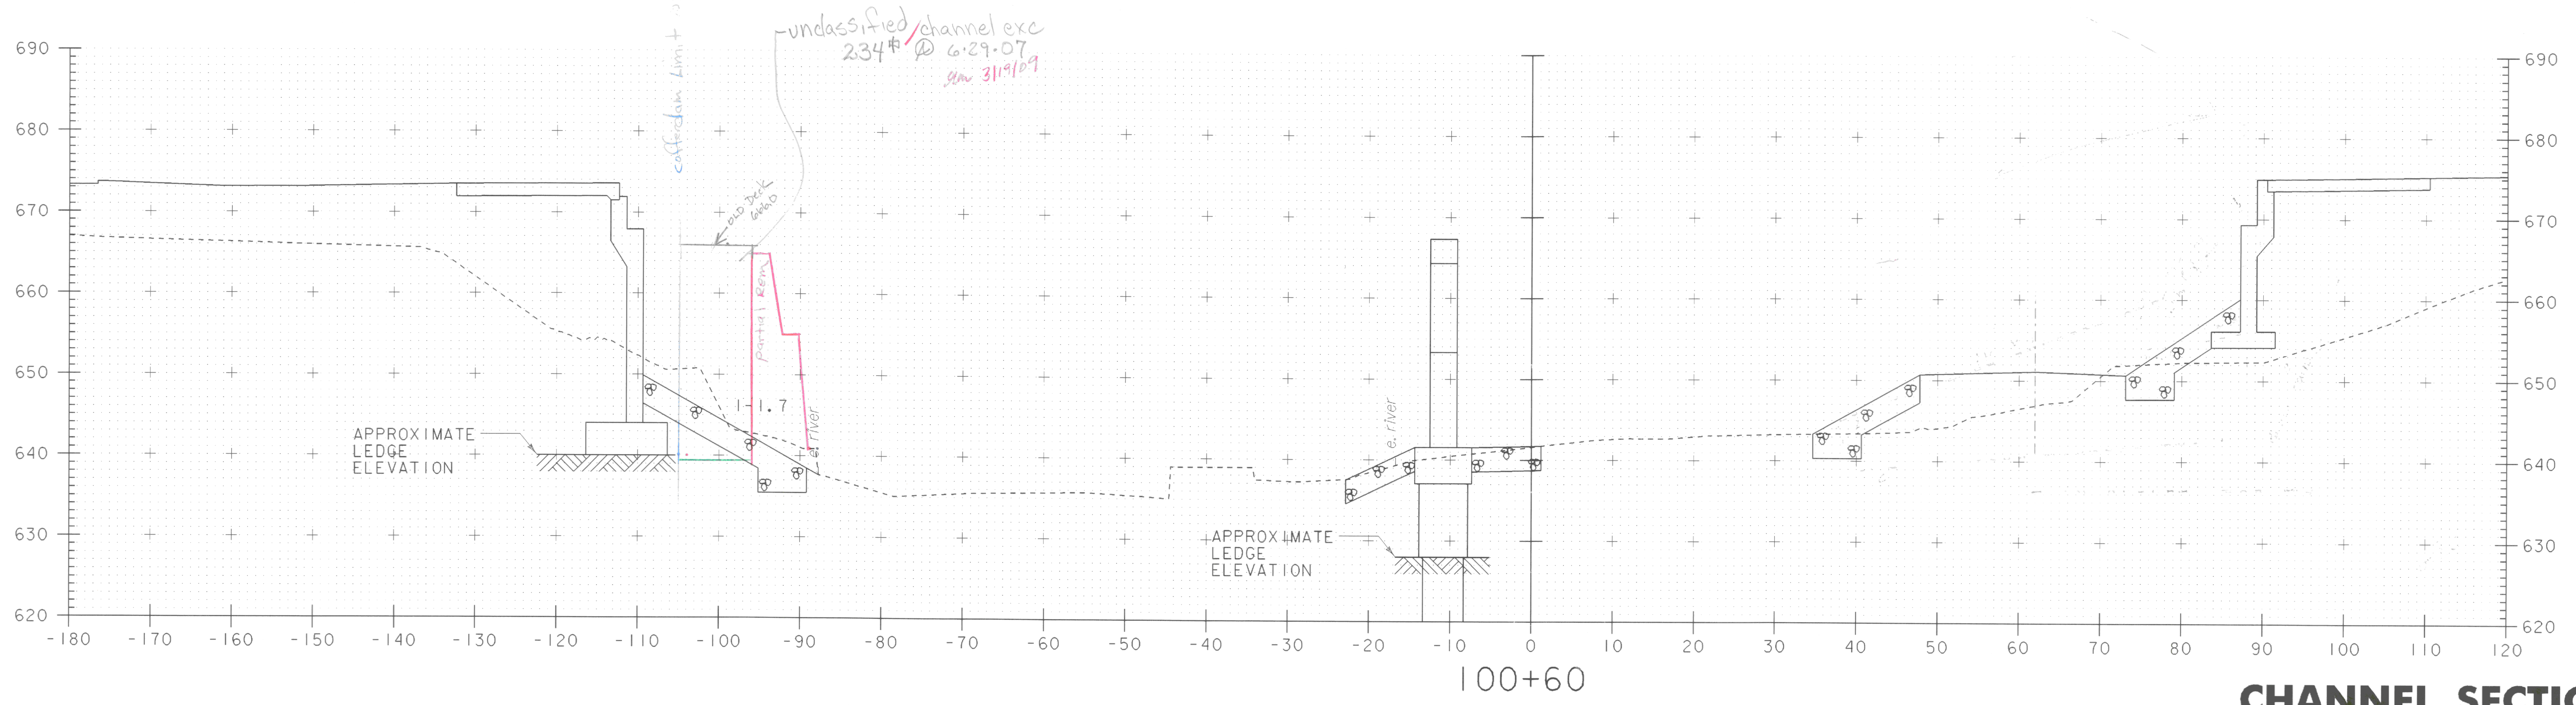 unclassified/channel exc
234# @ 6·29·07
3/19/09
cofferdam Limit
690
680
670
660
650
640
630
620
690
680
670
660
650
640
630
620
OLD Deck
666.0
partial Rem
1-1.7
e. river
e. river
APPROXIMATE
LEDGE
ELEVATION
APPROXIMATE
LEDGE
ELEVATION
-180 -170 -160 -150 -140 -130 -120 -110 -100 -90 -80 -70 -60 -50 -40 -30 -20 -10 0 10 20 30 40 50 60 70 80 90 100 110 120
100+60
CHANNEL SECTIO